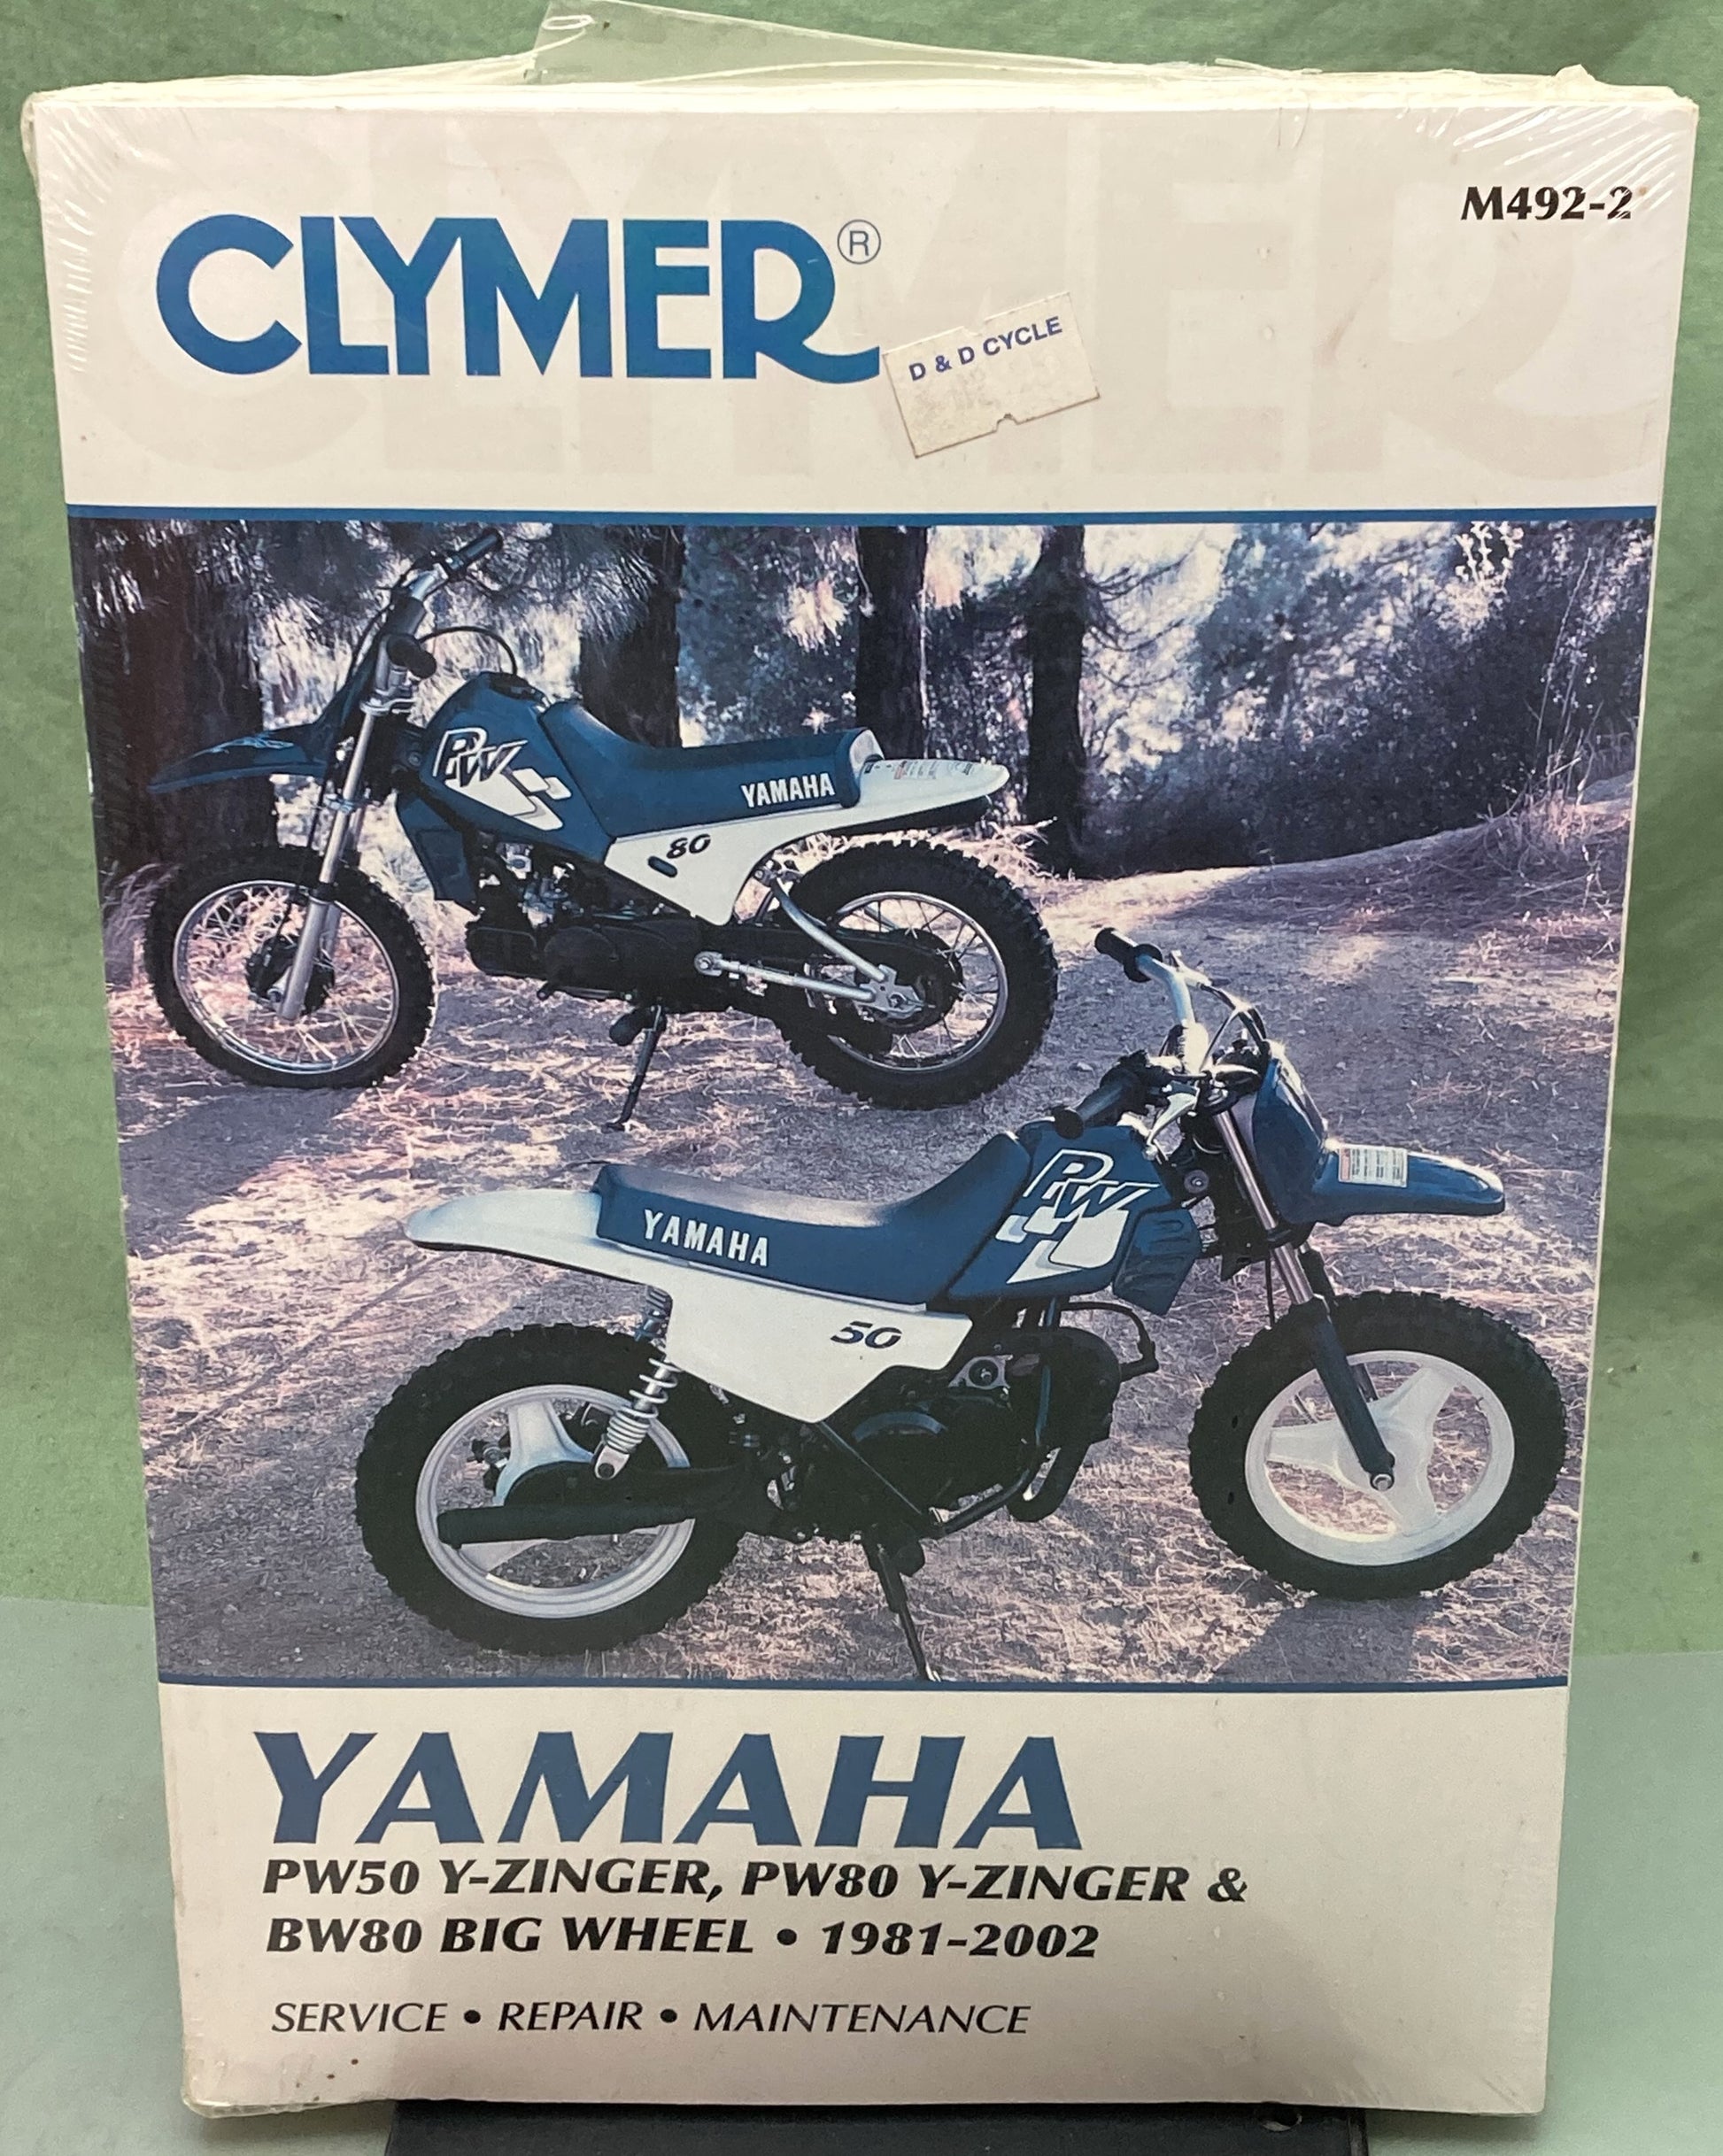 CLYMER
M492-2
CLYMER®
D & D CYCLE
PW
YAMAHA
80
PW
YAMAHA
50
YAMAHA
PW50 Y-ZINGER, PW80 Y-ZINGER &
BW80 BIG WHEEL • 1981-2002
SERVICE • REPAIR • MAINTENANCE